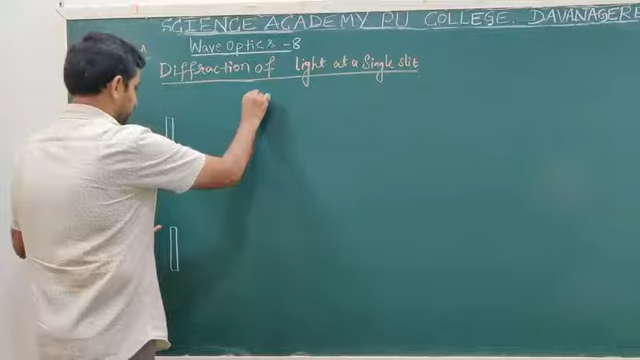 SCIENCE ACADEMY PU COLLEGE. DAVANAGERE
Wave Optics -8
Diffraction of light at a Single slit